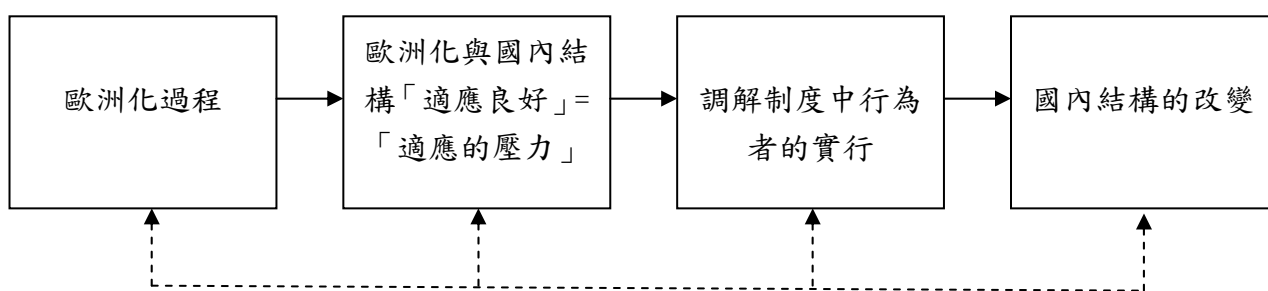 歐洲化過程
歐洲化與國內結
構「適應良好」=
「適應的壓力」
調解制度中行為
者的實行
國內結構的改變